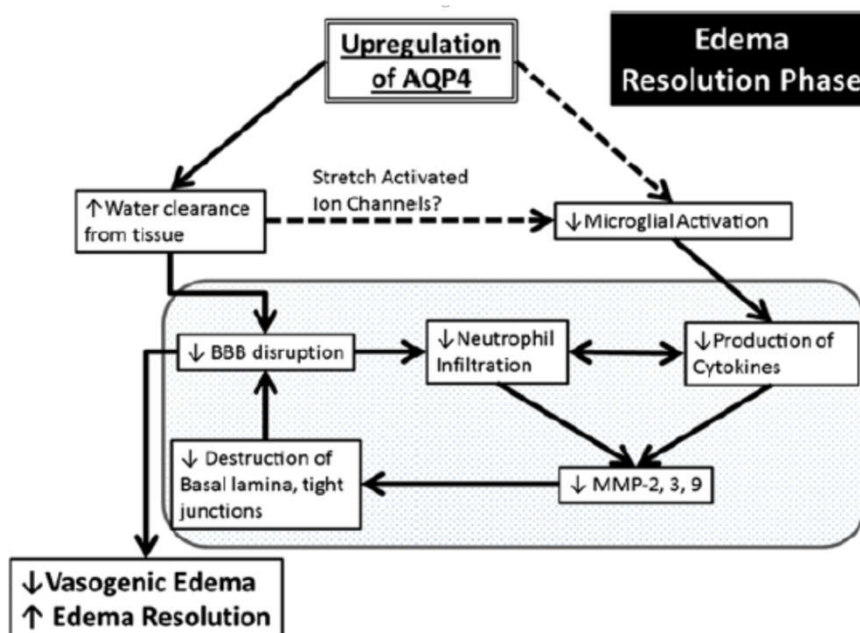 Upregulation
of AQP4
Edema
Resolution Phase
Stretch Activated
Ion Channels?
↑Water clearance
from tissue
↓ Microglial Activation
↓ BBB disruption
↓ Neutrophil
Infiltration
↓Production of
Cytokines
↓ Destruction of
Basal lamina, tight
junctions
↓ MMP-2, 3, 9
↓Vasogenic Edema
↑ Edema Resolution